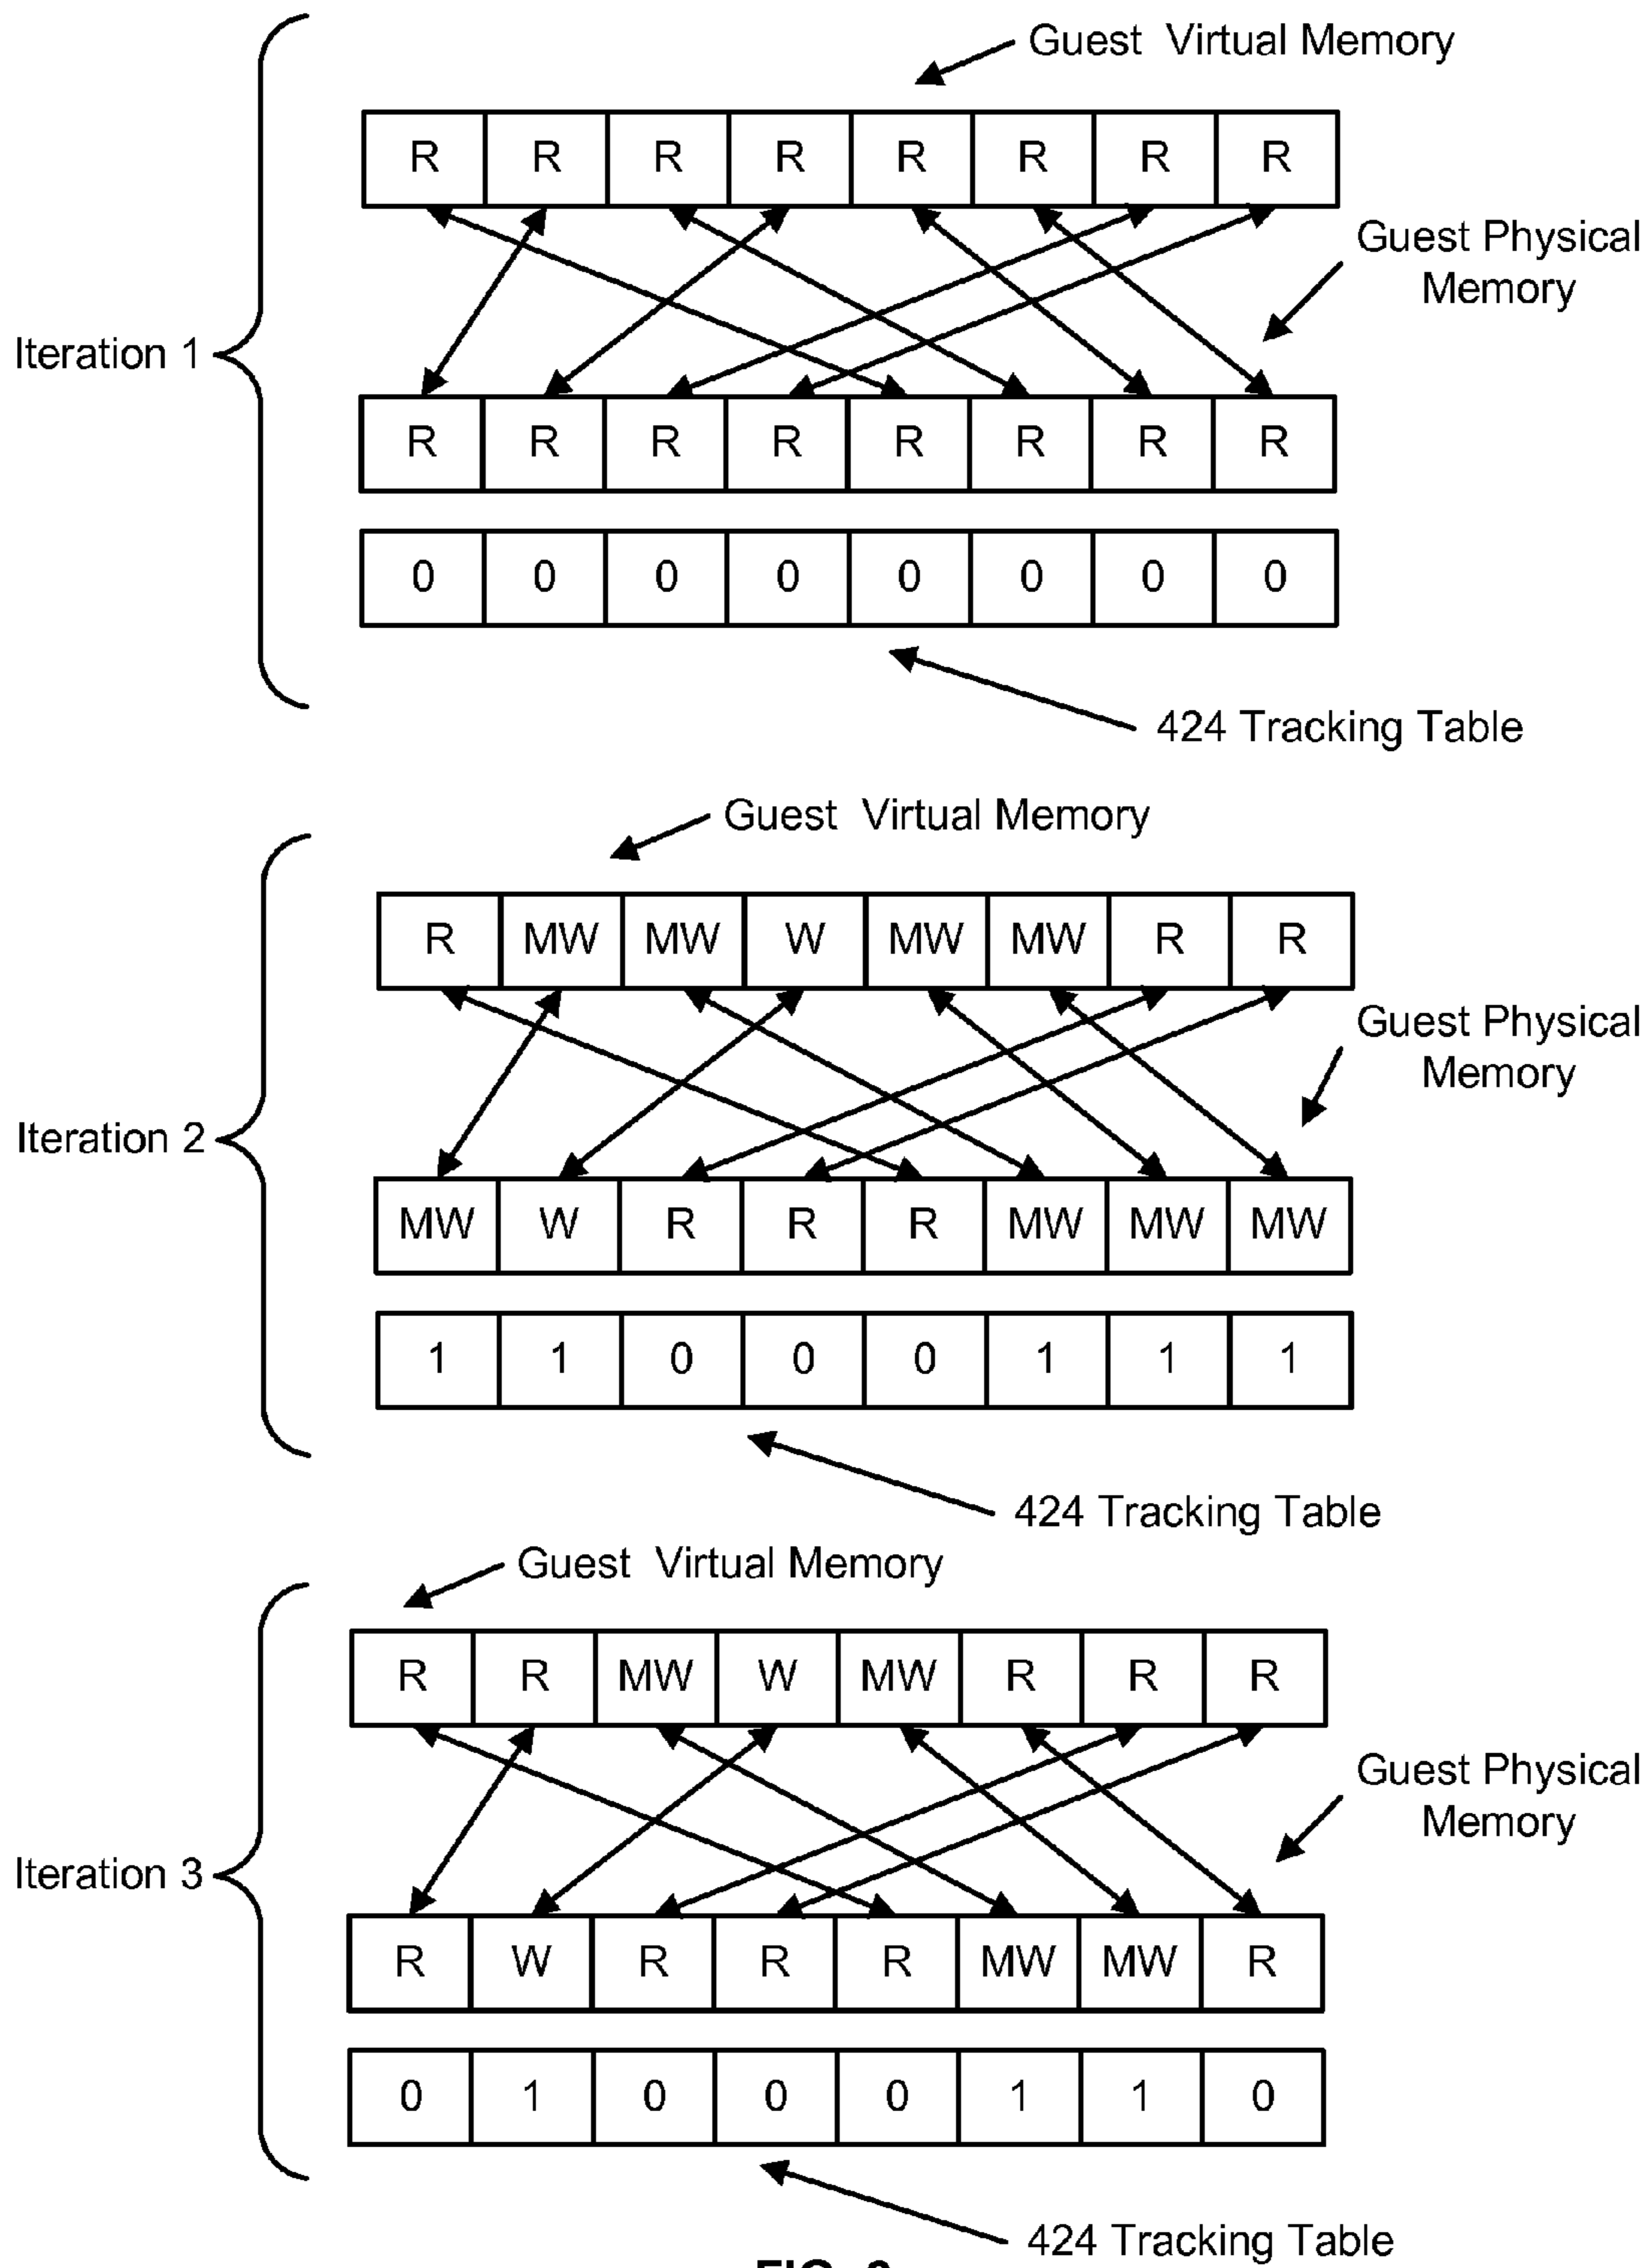 Guest Virtual Memory
R R R R R R R R
Guest Physical
Memory
Iteration 1
R R R R R R R R
0 0 0 0 0 0 0 0
424 Tracking Table
Guest Virtual Memory
R MW MW W MW MW R R
Guest Physical
Memory
Iteration 2
MW W R R R MW MW MW
1 1 0 0 0 1 1 1
424 Tracking Table
Guest Virtual Memory
R R MW W MW R R R
Guest Physical
Memory
Iteration 3
R W R R R MW MW R
0 1 0 0 0 1 1 0
424 Tracking Table